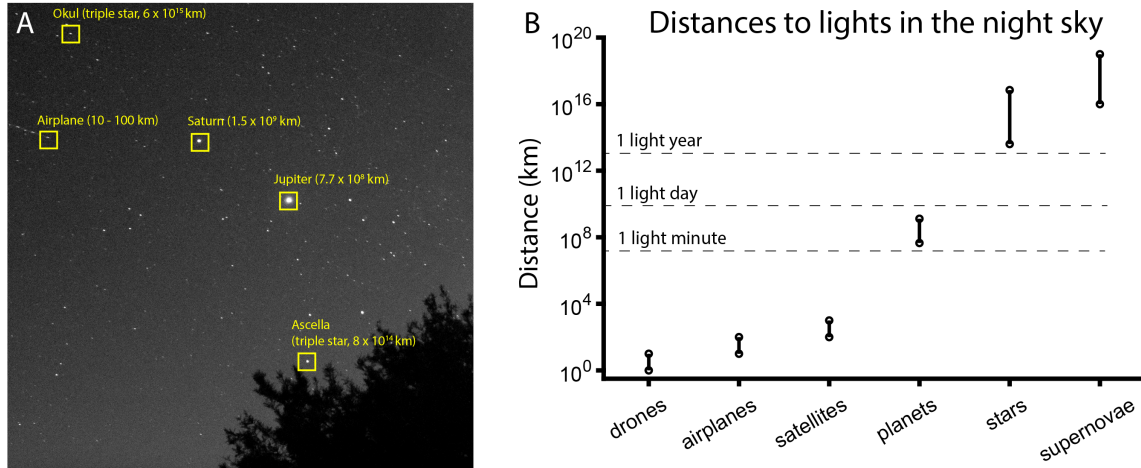 A
Okul (triple star, 6 x 10¹⁵ km)
Airplane (10 - 100 km)
Saturn (1.5 x 10⁹ km)
Jupiter (7.7 x 10⁸ km)
Ascella
(triple star, 8 x 10¹⁴ km)
B
Distances to lights in the night sky
Distance (km)
10²⁰
10¹⁶
10¹²
10⁸
10⁴
10⁰
1 light year
1 light day
1 light minute
drones
airplanes
satellites
planets
stars
supernovae